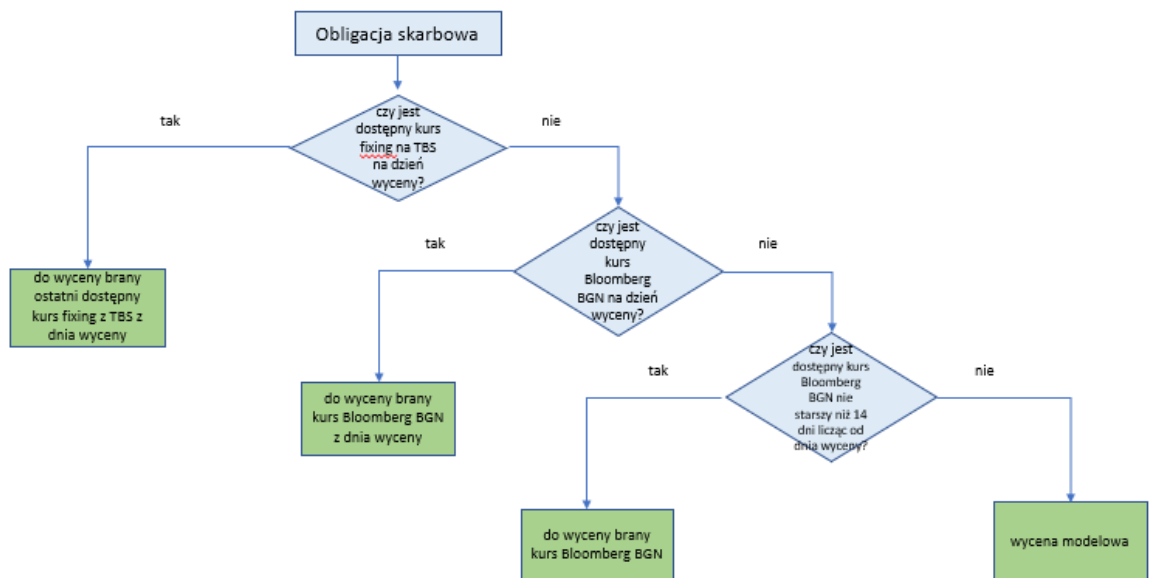 Obligacja skarbowa
czy jest
dostępny kurs
fixing na TBS
na dzień
wyceny?
tak
nie
do wyceny brany
ostatni dostępny
kurs fixing z TBS z
dnia wyceny
czy jest
dostępny
kurs
Bloomberg
BGN na dzień
wyceny?
tak
nie
do wyceny brany
kurs Bloomberg BGN
z dnia wyceny
czy jest
dostępny kurs
Bloomberg
BGN nie
starszy niż 14
dni licząc od
dnia wyceny?
tak
nie
do wyceny brany
kurs Bloomberg BGN
wycena modelowa